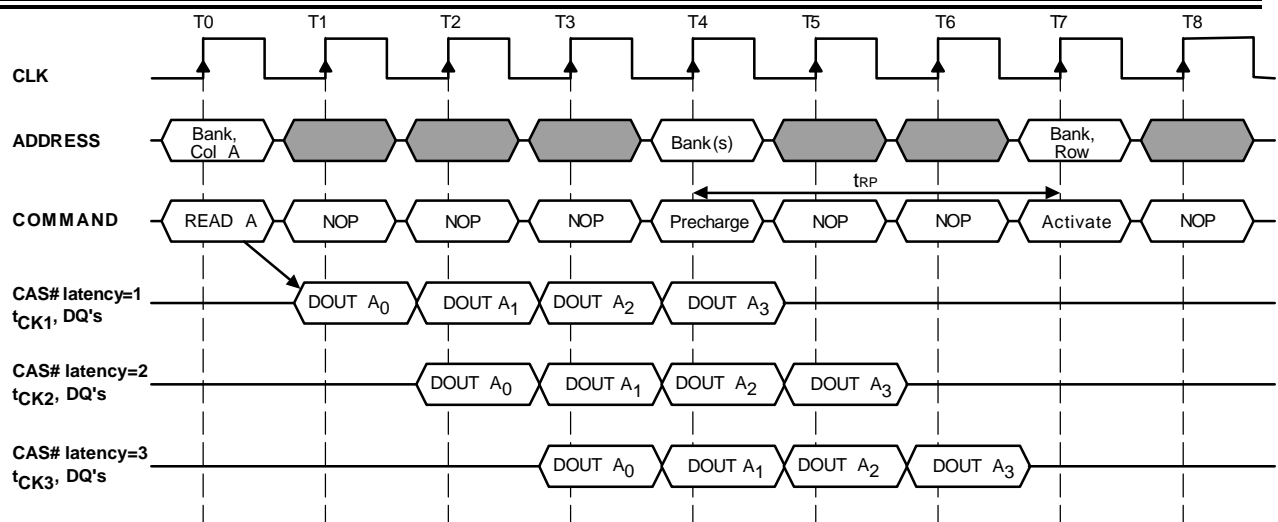 T0 T1 T2 T3 T4 T5 T6 T7 T8
CLK
ADDRESS
Bank,
Col A
Bank(s)
Bank,
Row
tRP
COMMAND READ A NOP NOP NOP Precharge NOP NOP Activate NOP
CAS# latency=1
tCK1, DQ's
DOUT A0 DOUT A1 DOUT A2 DOUT A3
CAS# latency=2
tCK2, DQ's
DOUT A0 DOUT A1 DOUT A2 DOUT A3
CAS# latency=3
tCK3, DQ's
DOUT A0 DOUT A1 DOUT A2 DOUT A3